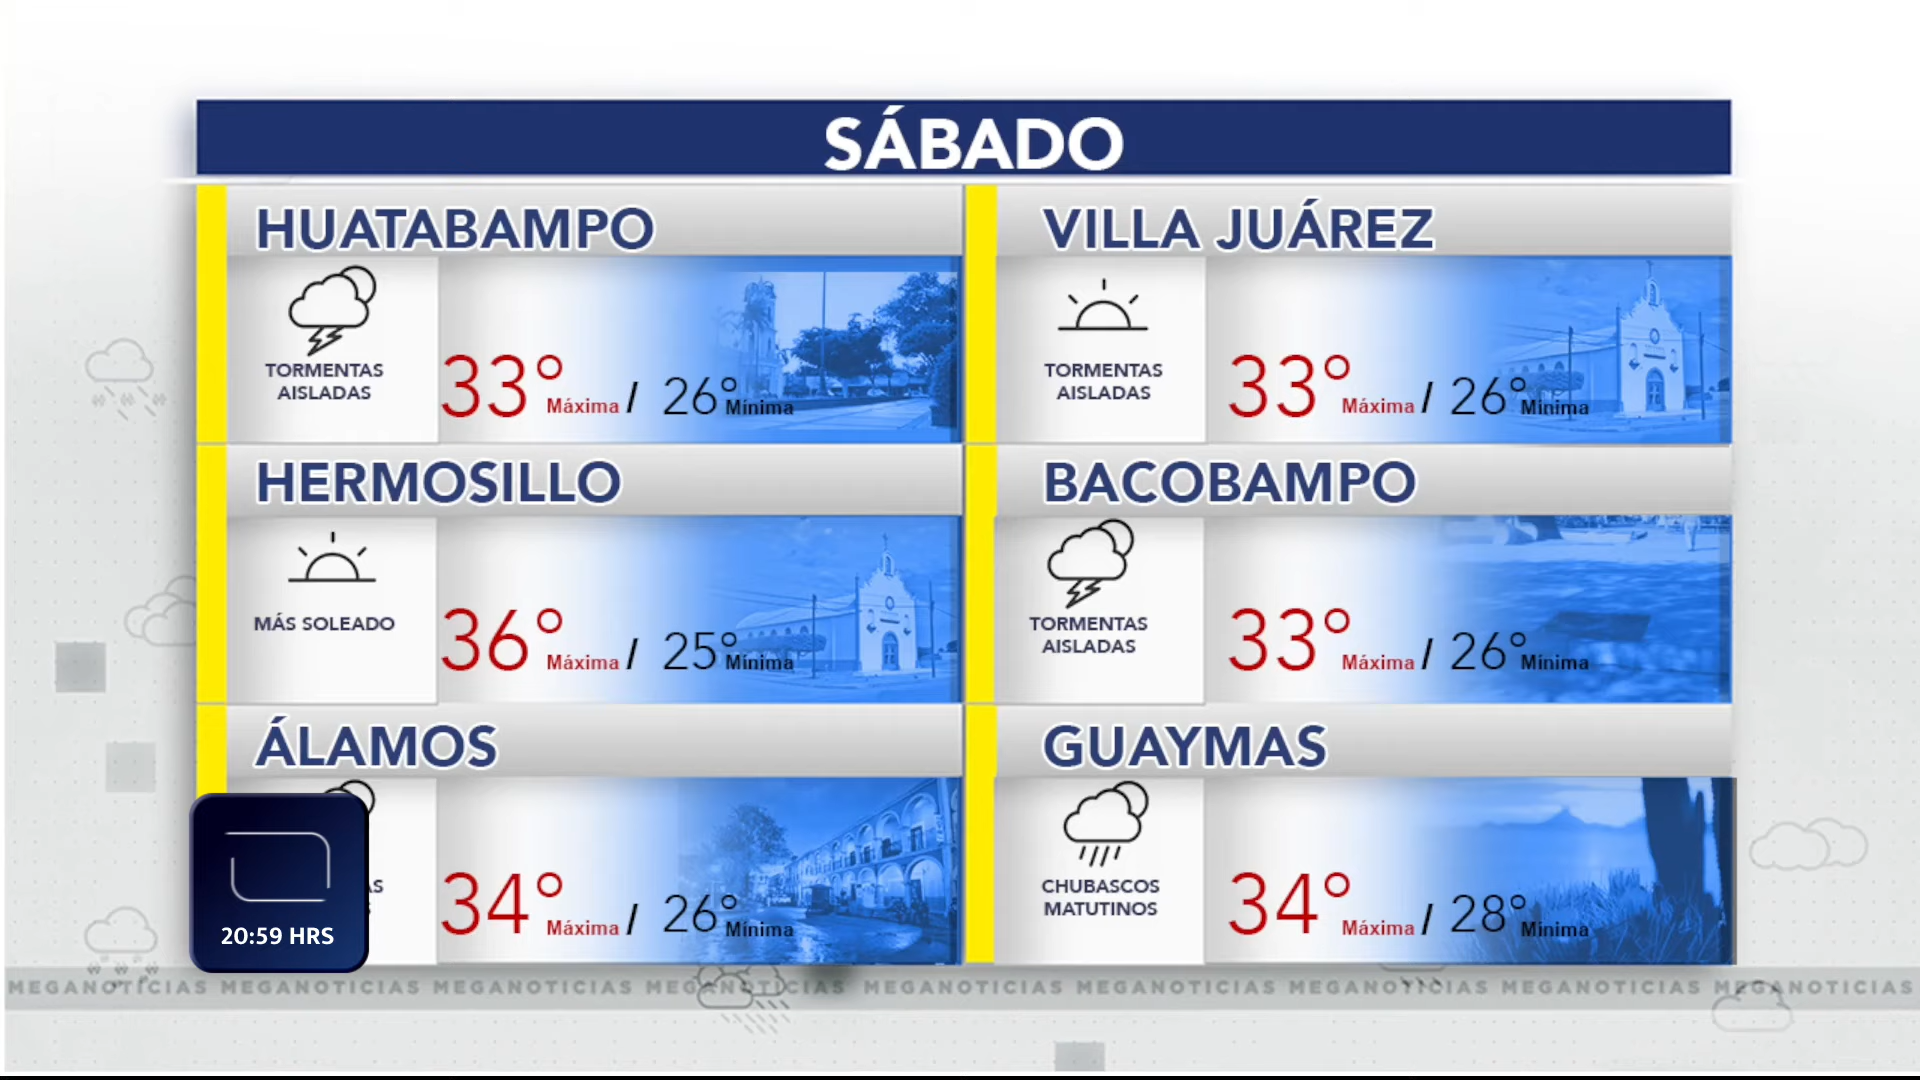 SÁBADO
HUATABAMPO
TORMENTAS
AISLADAS
33° Máxima / 26° Mínima
VILLA JUÁREZ
TORMENTAS
AISLADAS
33° Máxima / 26° Mínima
HERMOSILLO
MÁS SOLEADO
36° Máxima / 25° Mínima
BACOBAMPO
TORMENTAS
AISLADAS
33° Máxima / 26° Mínima
ÁLAMOS
34° Máxima / 26° Mínima
GUAYMAS
CHUBASCOS
MATUTINOS
34° Máxima / 28° Mínima
20:59 HRS
MEGANOTICIAS MEGANOTICIAS MEGANOTICIAS MEGANOTICIAS MEGANOTICIAS MEGANOTICIAS MEGANOTICIAS MEGANOTICIAS MEGANOTICIAS